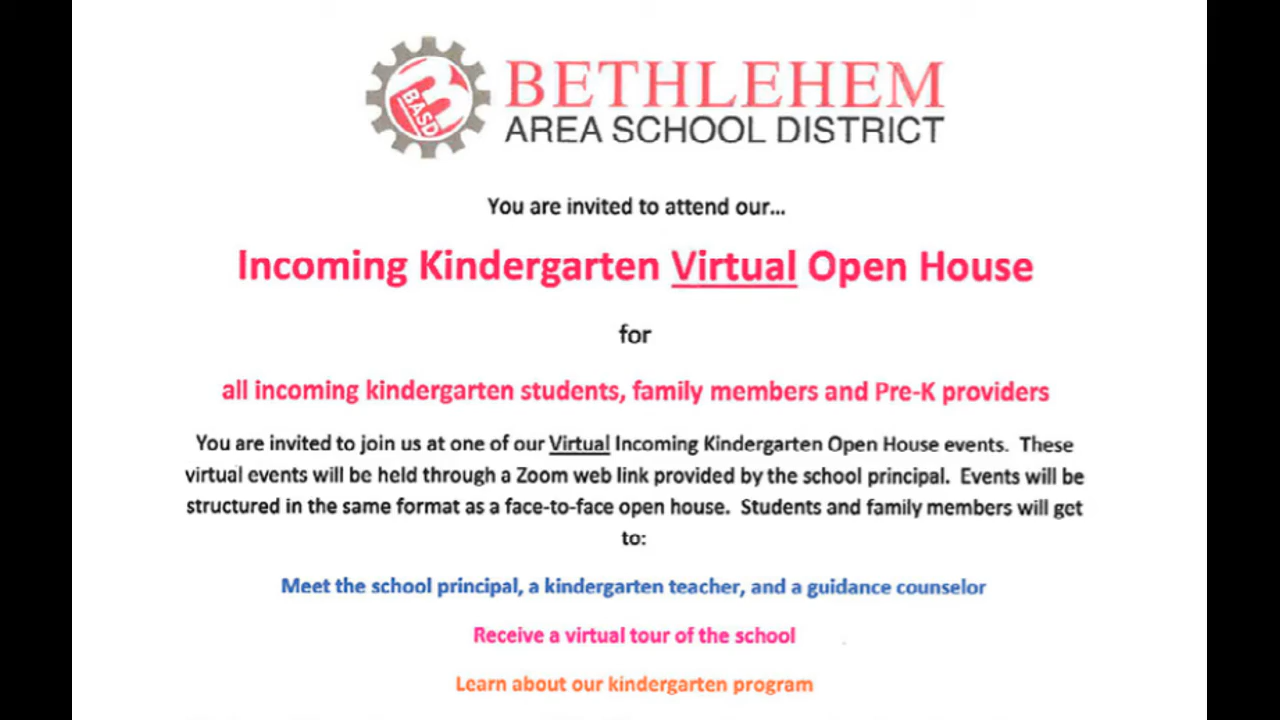 BASD
BETHLEHEM
AREA SCHOOL DISTRICT
You are invited to attend our...
Incoming Kindergarten Virtual Open House
for
all incoming kindergarten students, family members and Pre-K providers
You are invited to join us at one of our Virtual Incoming Kindergarten Open House events. These
virtual events will be held through a Zoom web link provided by the school principal. Events will be
structured in the same format as a face-to-face open house. Students and family members will get
to:
Meet the school principal, a kindergarten teacher, and a guidance counselor
Receive a virtual tour of the school
Learn about our kindergarten program